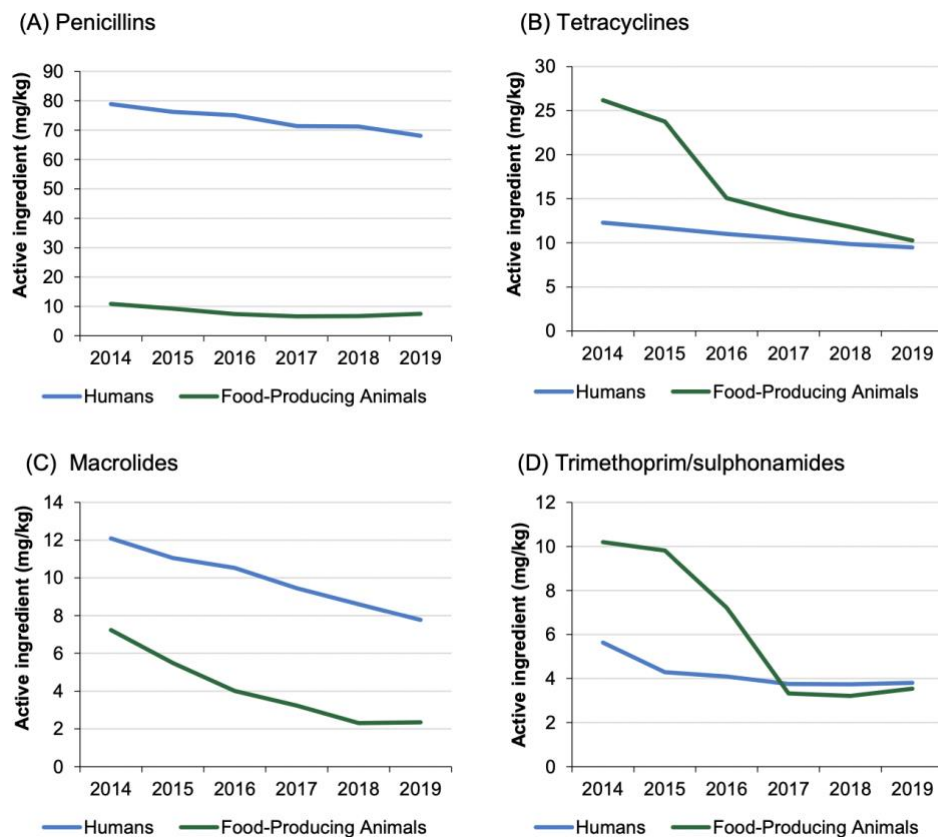 (A) Penicillins
Active ingredient (mg/kg)
90
80
70
60
50
40
30
20
10
0
2014 2015 2016 2017 2018 2019
Humans Food-Producing Animals
(B) Tetracyclines
Active ingredient (mg/kg)
30
25
20
15
10
5
0
2014 2015 2016 2017 2018 2019
Humans Food-Producing Animals
(C) Macrolides
Active ingredient (mg/kg)
14
12
10
8
6
4
2
0
2014 2015 2016 2017 2018 2019
Humans Food-Producing Animals
(D) Trimethoprim/sulphonamides
Active ingredient (mg/kg)
12
10
8
6
4
2
0
2014 2015 2016 2017 2018 2019
Humans Food-Producing Animals